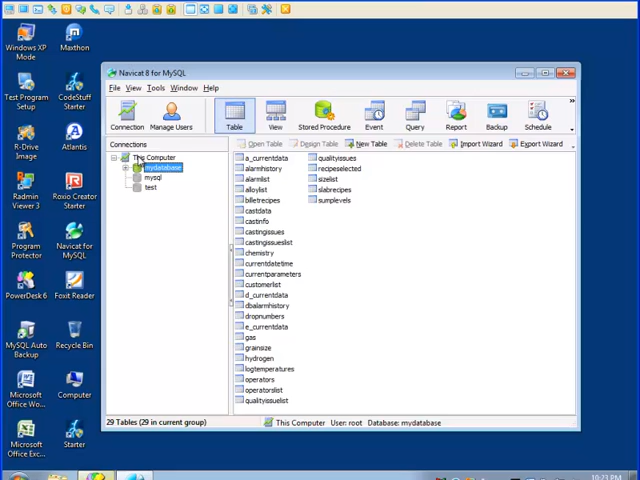 Windows XP Mode
Maxthon
Test Program Setup
CodeStuff Starter
R-Drive Image
Atlantis
Radmin Viewer 3
Roxio Creator Starter
Program Protector
Navicat for MySQL
PowerDesk 6
Foxit Reader
MySQL Auto Backup
Recycle Bin
Microsoft Office Wo...
Computer
Microsoft Office Exc...
Starter
Navicat 8 for MySQL
File View Tools Window Help
Connection Manage Users Table View Stored Procedure Event Query Report Backup Schedule
Connections
Open Table Design Table New Table Import Wizard Export Wizard
This Computer
mydatabase
mysql
test
a_currentdata
alarmhistory
alarmlist
alloylist
billetrecipes
castdata
castinfo
castingissues
castingissueslist
chemistry
currentdatetime
currentparameters
customerlist
d_currentdata
dbalarmhistory
dropnumbers
e_currentdata
gas
grainsize
hydrogen
logtemperatures
operators
operatorslist
qualityissuelist
qualityissues
recipeselected
sizelist
slabrecipes
sumplevels
29 Tables (29 in current group)
This Computer User: root Database: mydatabase
10:23 PM